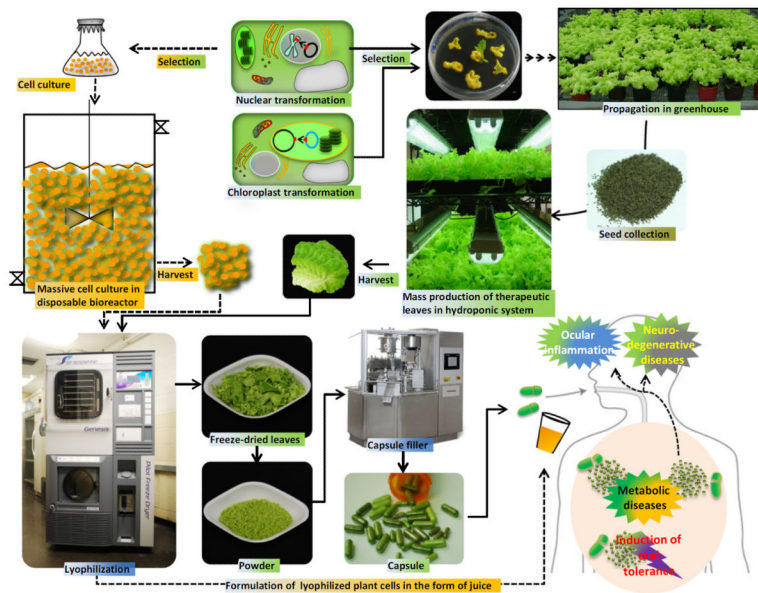 Selection
Cell culture
Nuclear transformation
Selection
Propagation in greenhouse
Chloroplast transformation
Seed collection
Harvest
Massive cell culture in
disposable bioreactor
Harvest
Mass production of therapeutic
leaves in hydroponic system
Ocular
inflammation
Neuro-
degenerative
diseases
Genesis
Pilot Freeze Dryer
Freeze-dried leaves
Capsule filler
Metabolic
diseases
Induction of
oral
tolerance
Lyophilization
Powder
Capsule
Formulation of lyophilized plant cells in the form of juice